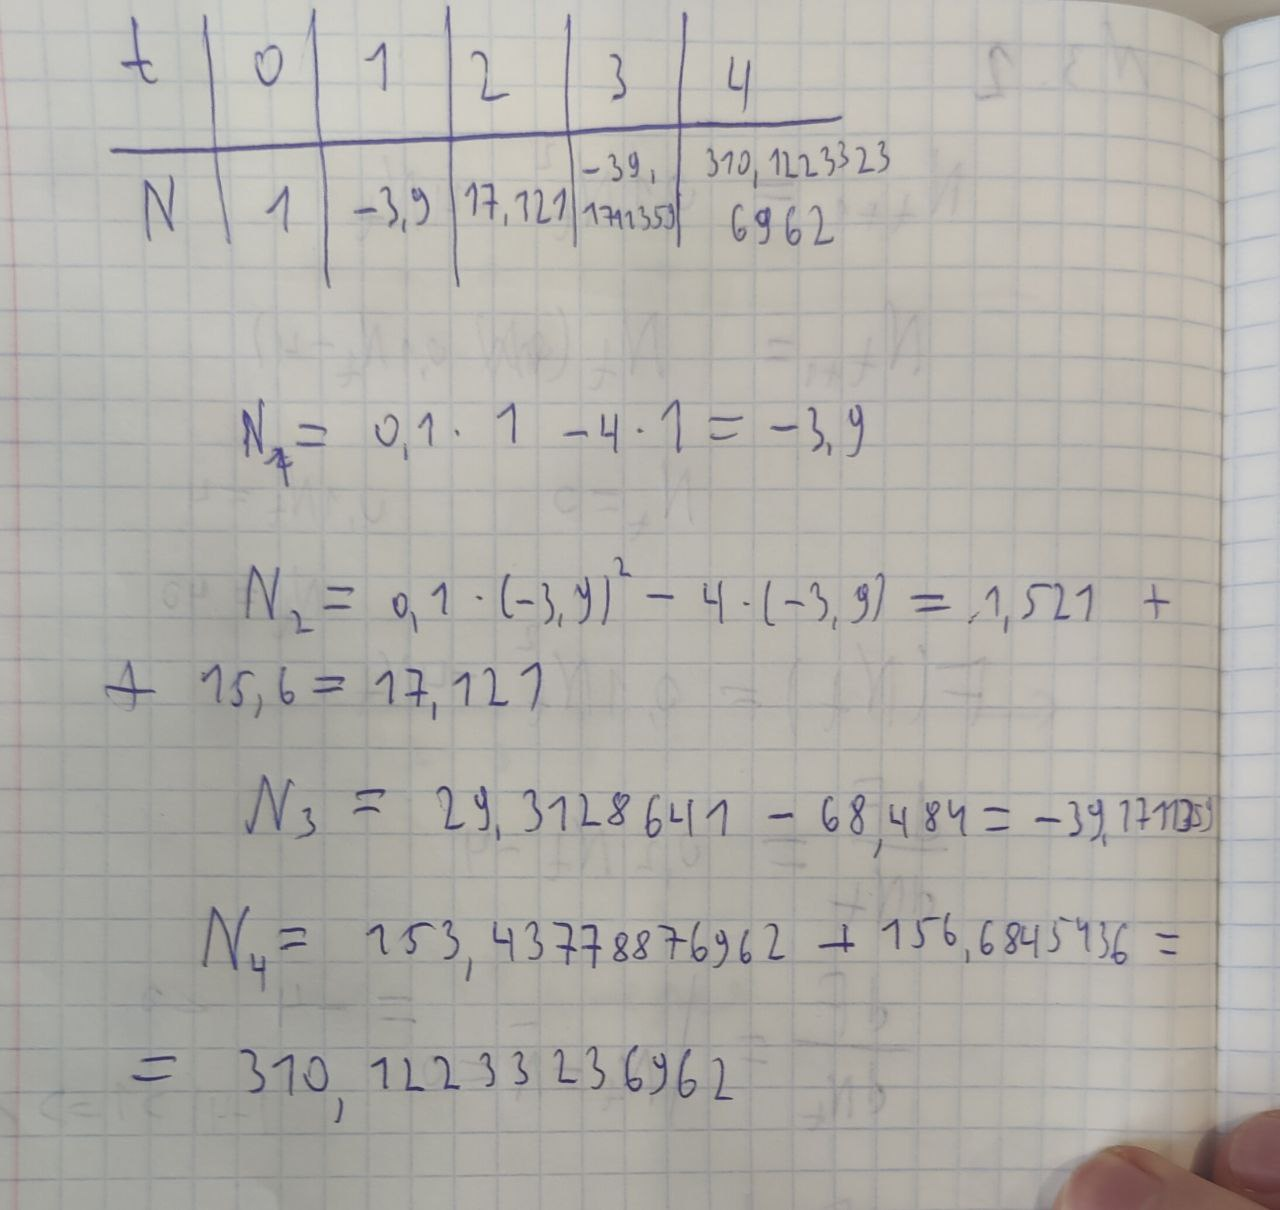 t | 0 | 1 | 2 | 3 | 4
N | 1 | -3,9 | 17,121 | -39, 1711359 | 310,1223323 6962
N₁ = 0,1 · 1 - 4 · 1 = -3,9
N₂ = 0,1 · (-3,9)² - 4 · (-3,9) = 1,521 +
+ 15,6 = 17,121
N₃ = 29,3128641 - 68,484 = -39,1711359
N₄ = 153,43778876962 + 156,6845436 =
= 310,12233236962